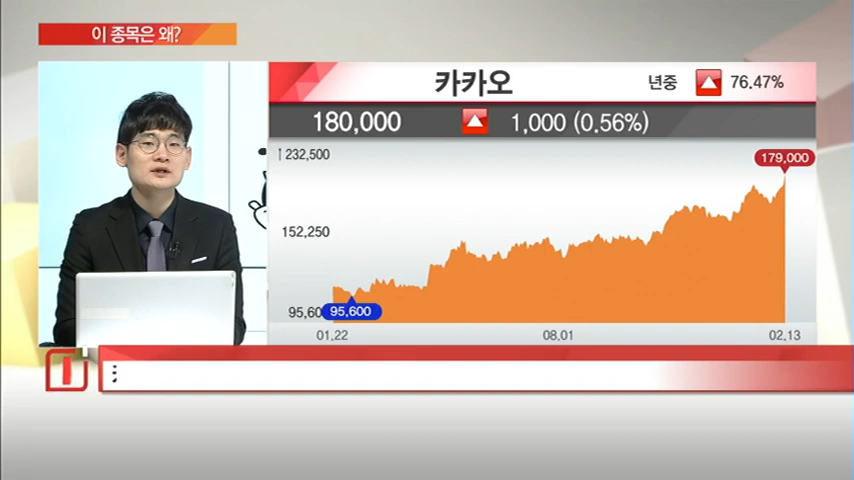 이 종목은 왜?
카카오
년중 76.47%
180,000 1,000 (0.56%)
232,500
179,000
152,250
95,60
95,600
01.22 08.01 02.13